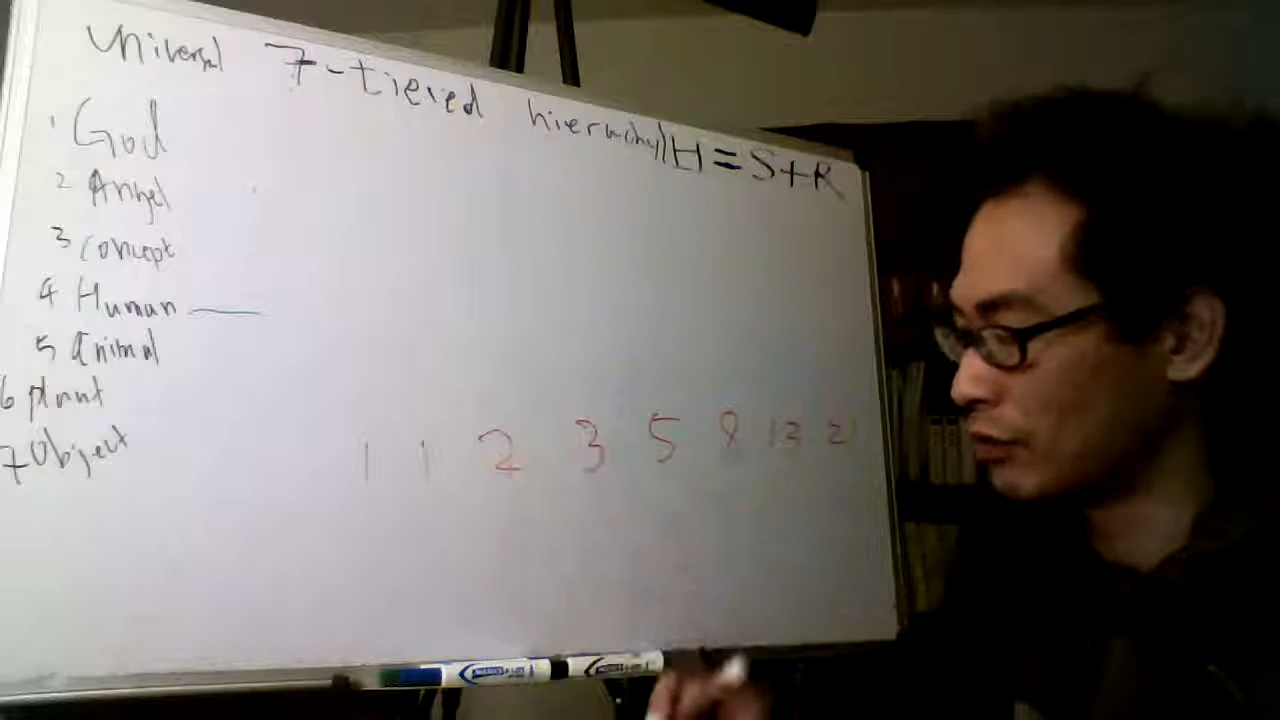 Universal 7-tiered hierarchy H=S+R
1 God
2 Angel
3 Concept
4 Human
5 Animal
6 plant
7 Object
1 1 2 3 5 8 13 21